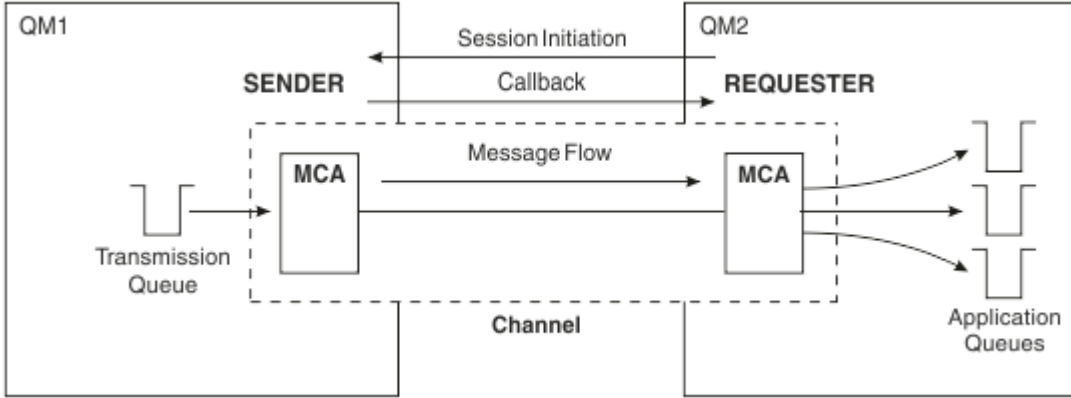 QM1
QM2
Session Initiation
SENDER
Callback
REQUESTER
Message Flow
MCA
MCA
Transmission
Queue
Channel
Application
Queues